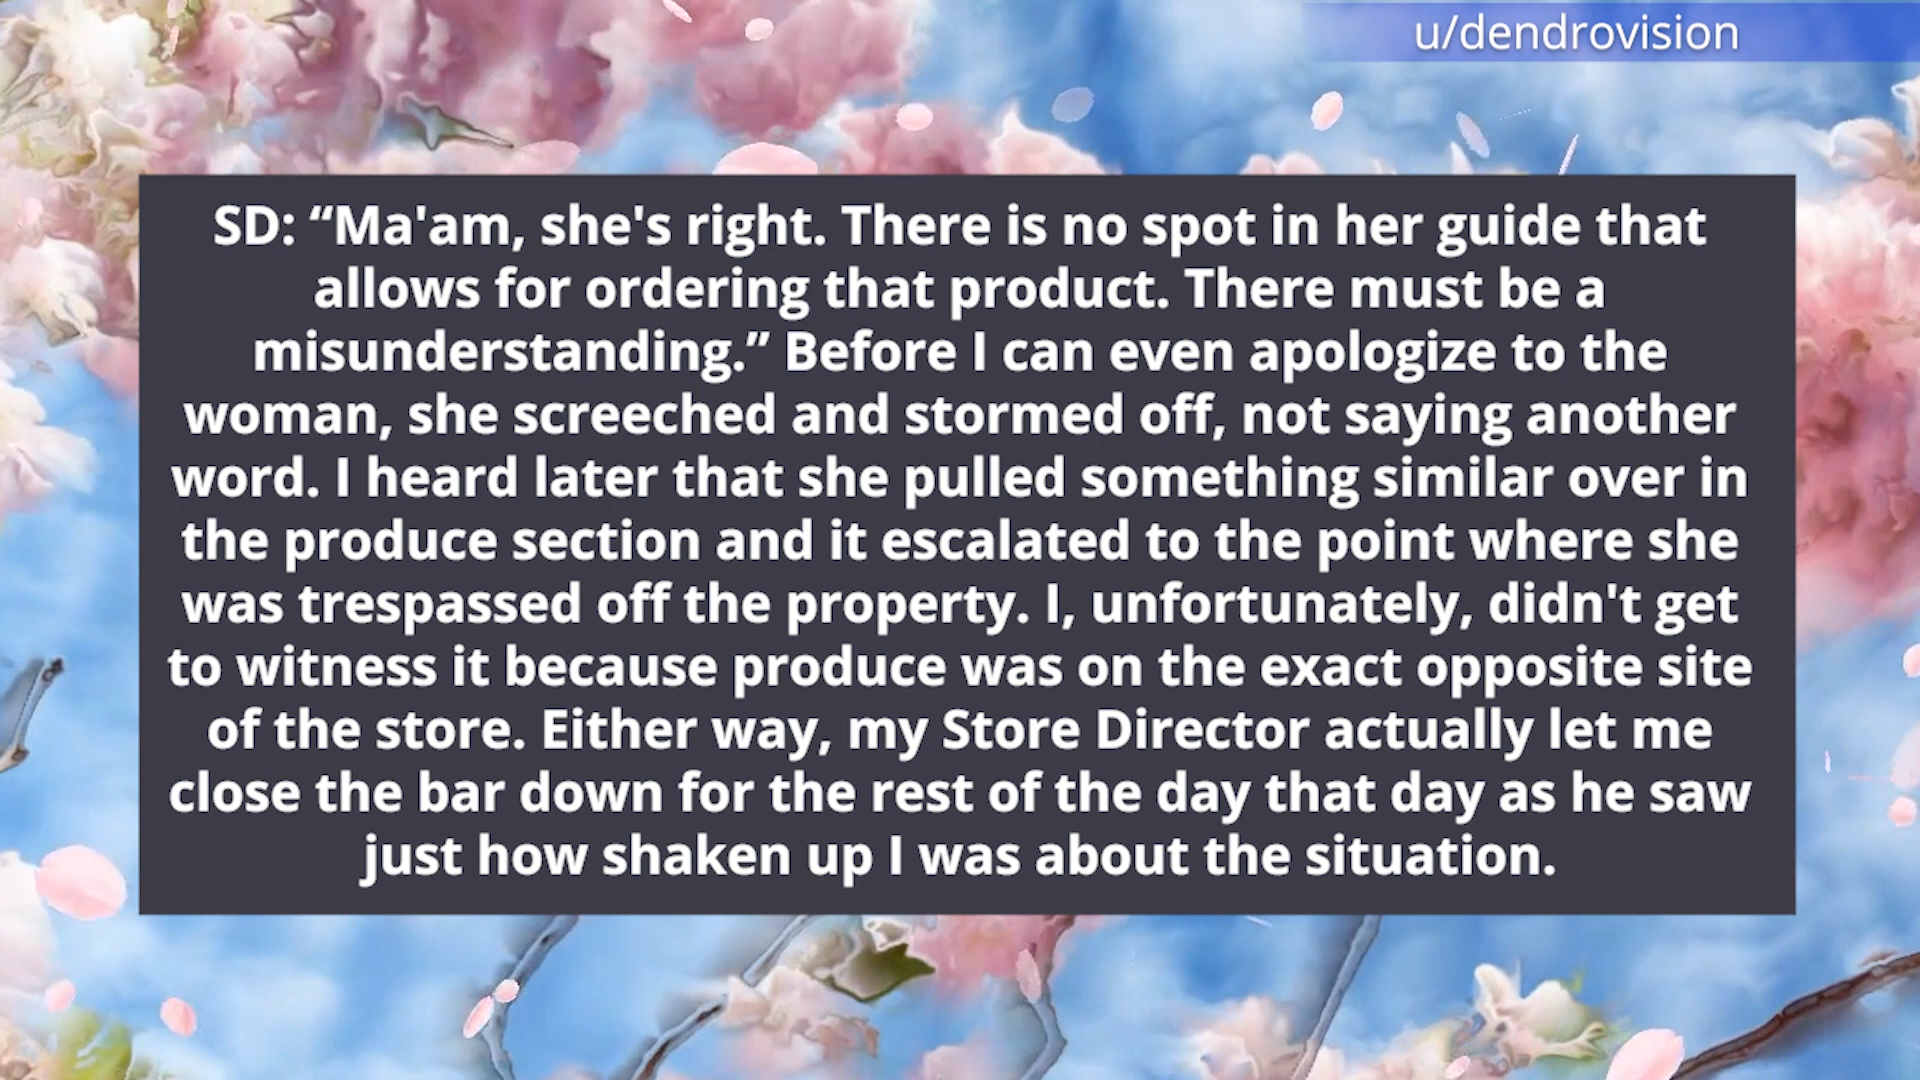 u/dendrovision
SD: “Ma'am, she's right. There is no spot in her guide that
allows for ordering that product. There must be a
misunderstanding.” Before I can even apologize to the
woman, she screeched and stormed off, not saying another
word. I heard later that she pulled something similar over in
the produce section and it escalated to the point where she
was trespassed off the property. I, unfortunately, didn't get
to witness it because produce was on the exact opposite site
of the store. Either way, my Store Director actually let me
close the bar down for the rest of the day that day as he saw
just how shaken up I was about the situation.